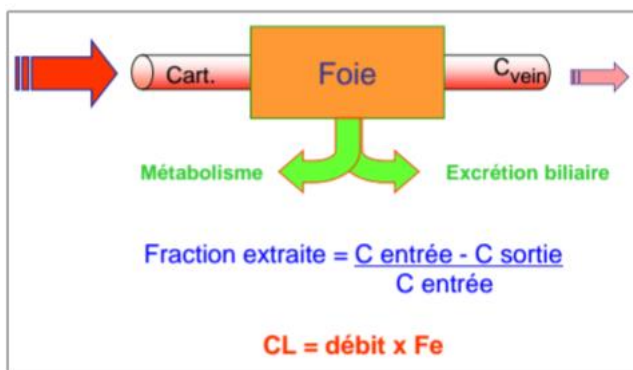 Cart.
Foie
Cvein
Métabolisme
Excrétion biliaire
Fraction extraite = C entrée - C sortie
C entrée
CL = débit x Fe